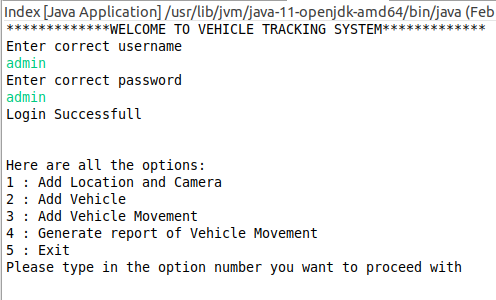 Index [Java Application] /usr/lib/jvm/java-11-openjdk-amd64/bin/java (Feb
*************WELCOME TO VEHICLE TRACKING SYSTEM*************
Enter correct username
admin
Enter correct password
admin
Login Successfull
Here are all the options:
1 : Add Location and Camera
2 : Add Vehicle
3 : Add Vehicle Movement
4 : Generate report of Vehicle Movement
5 : Exit
Please type in the option number you want to proceed with